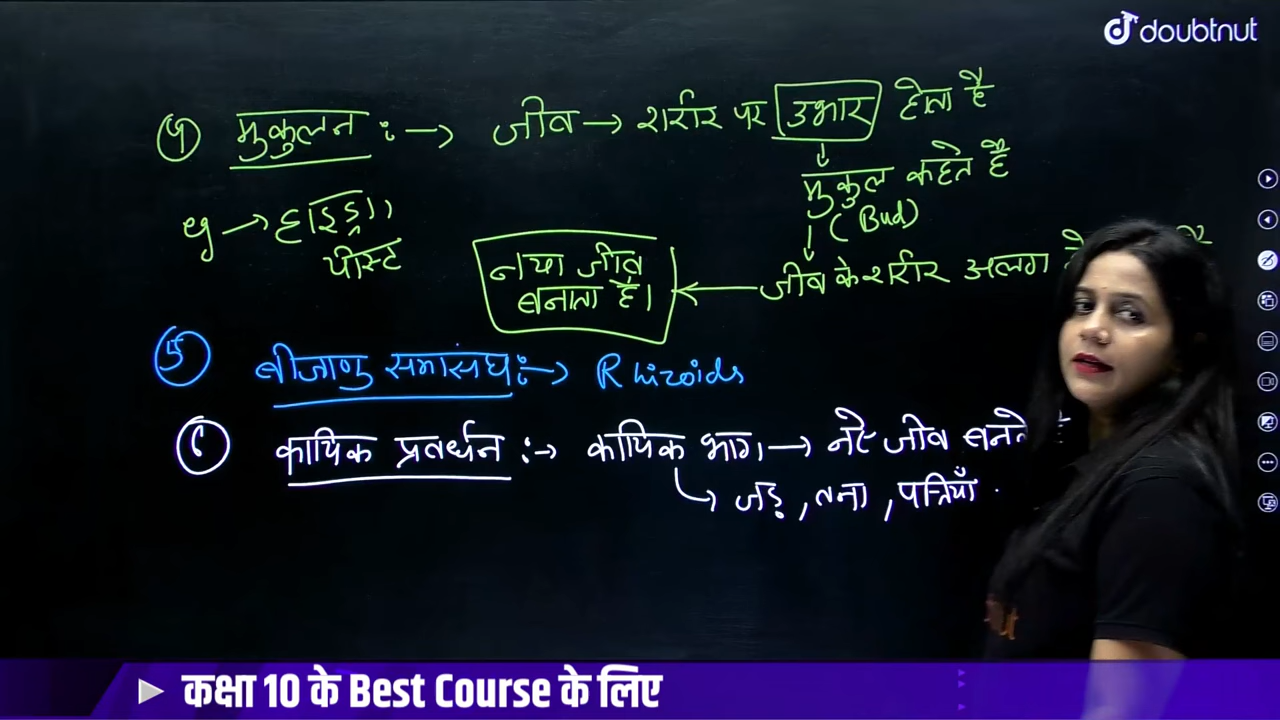 doubtnut
4 मुकुलन :→ जीव → शरीर पर उभार होता है
↓
मुकुल कहते है
(Bud)
eg → हाइड्रा,
यीस्ट
↓
जीव के शरीर अलग
← नया जीव
बनाता है।
5 बीजाणु समासंघ :→ Rhizoids
6 कायिक प्रवर्धन :→ कायिक भाग → नए जीव बनते
↳ जड़, तना, पत्तियाँ
कक्षा 10 के Best Course के लिए